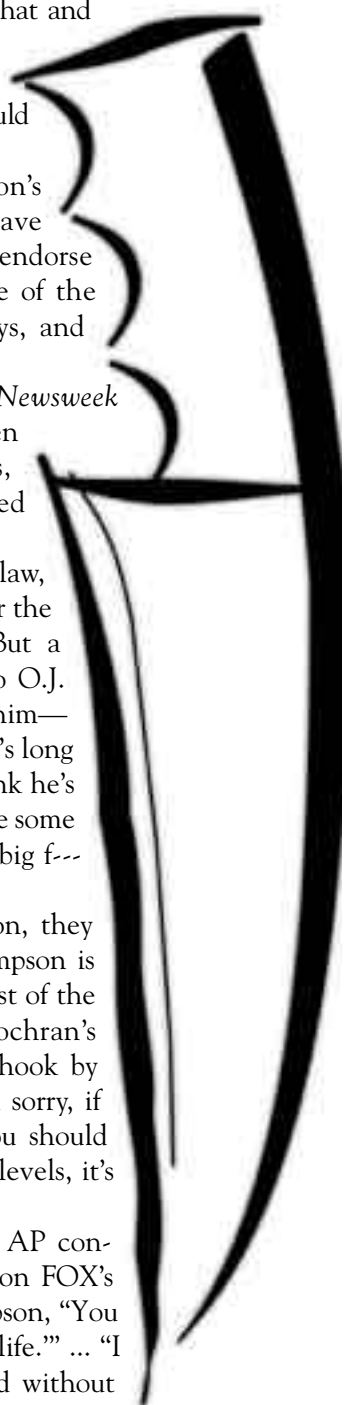 hat and
uld
on's
ave
endorse
e of the
ys, and
Newsweek
en
s,
ed
law,
r the
But a
o O.J.
him—
's long
nk he's
e some
big f---
on, they
mpson is
st of the
ochran's
hook by
sorry, if
ou should
levels, it's
AP con-
on FOX's
pson, “You
life.’” ... “I
d without